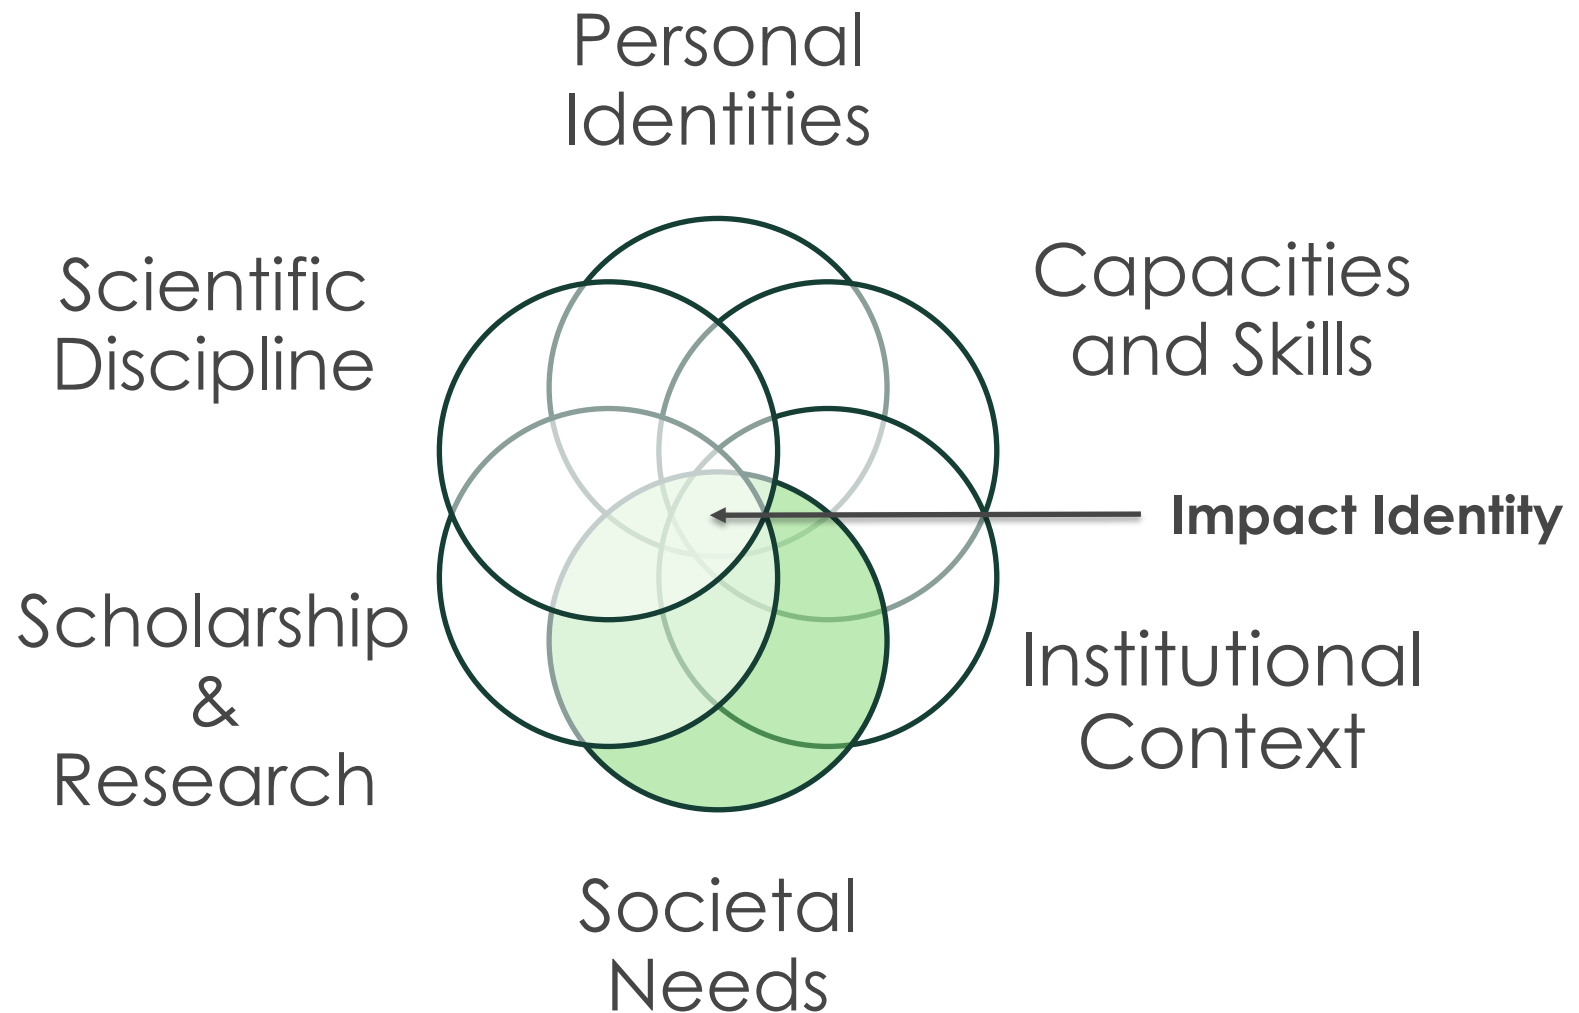 Personal
Identities
Scientific
Discipline
Capacities
and Skills
Impact Identity
Scholarship
&
Research
Institutional
Context
Societal
Needs